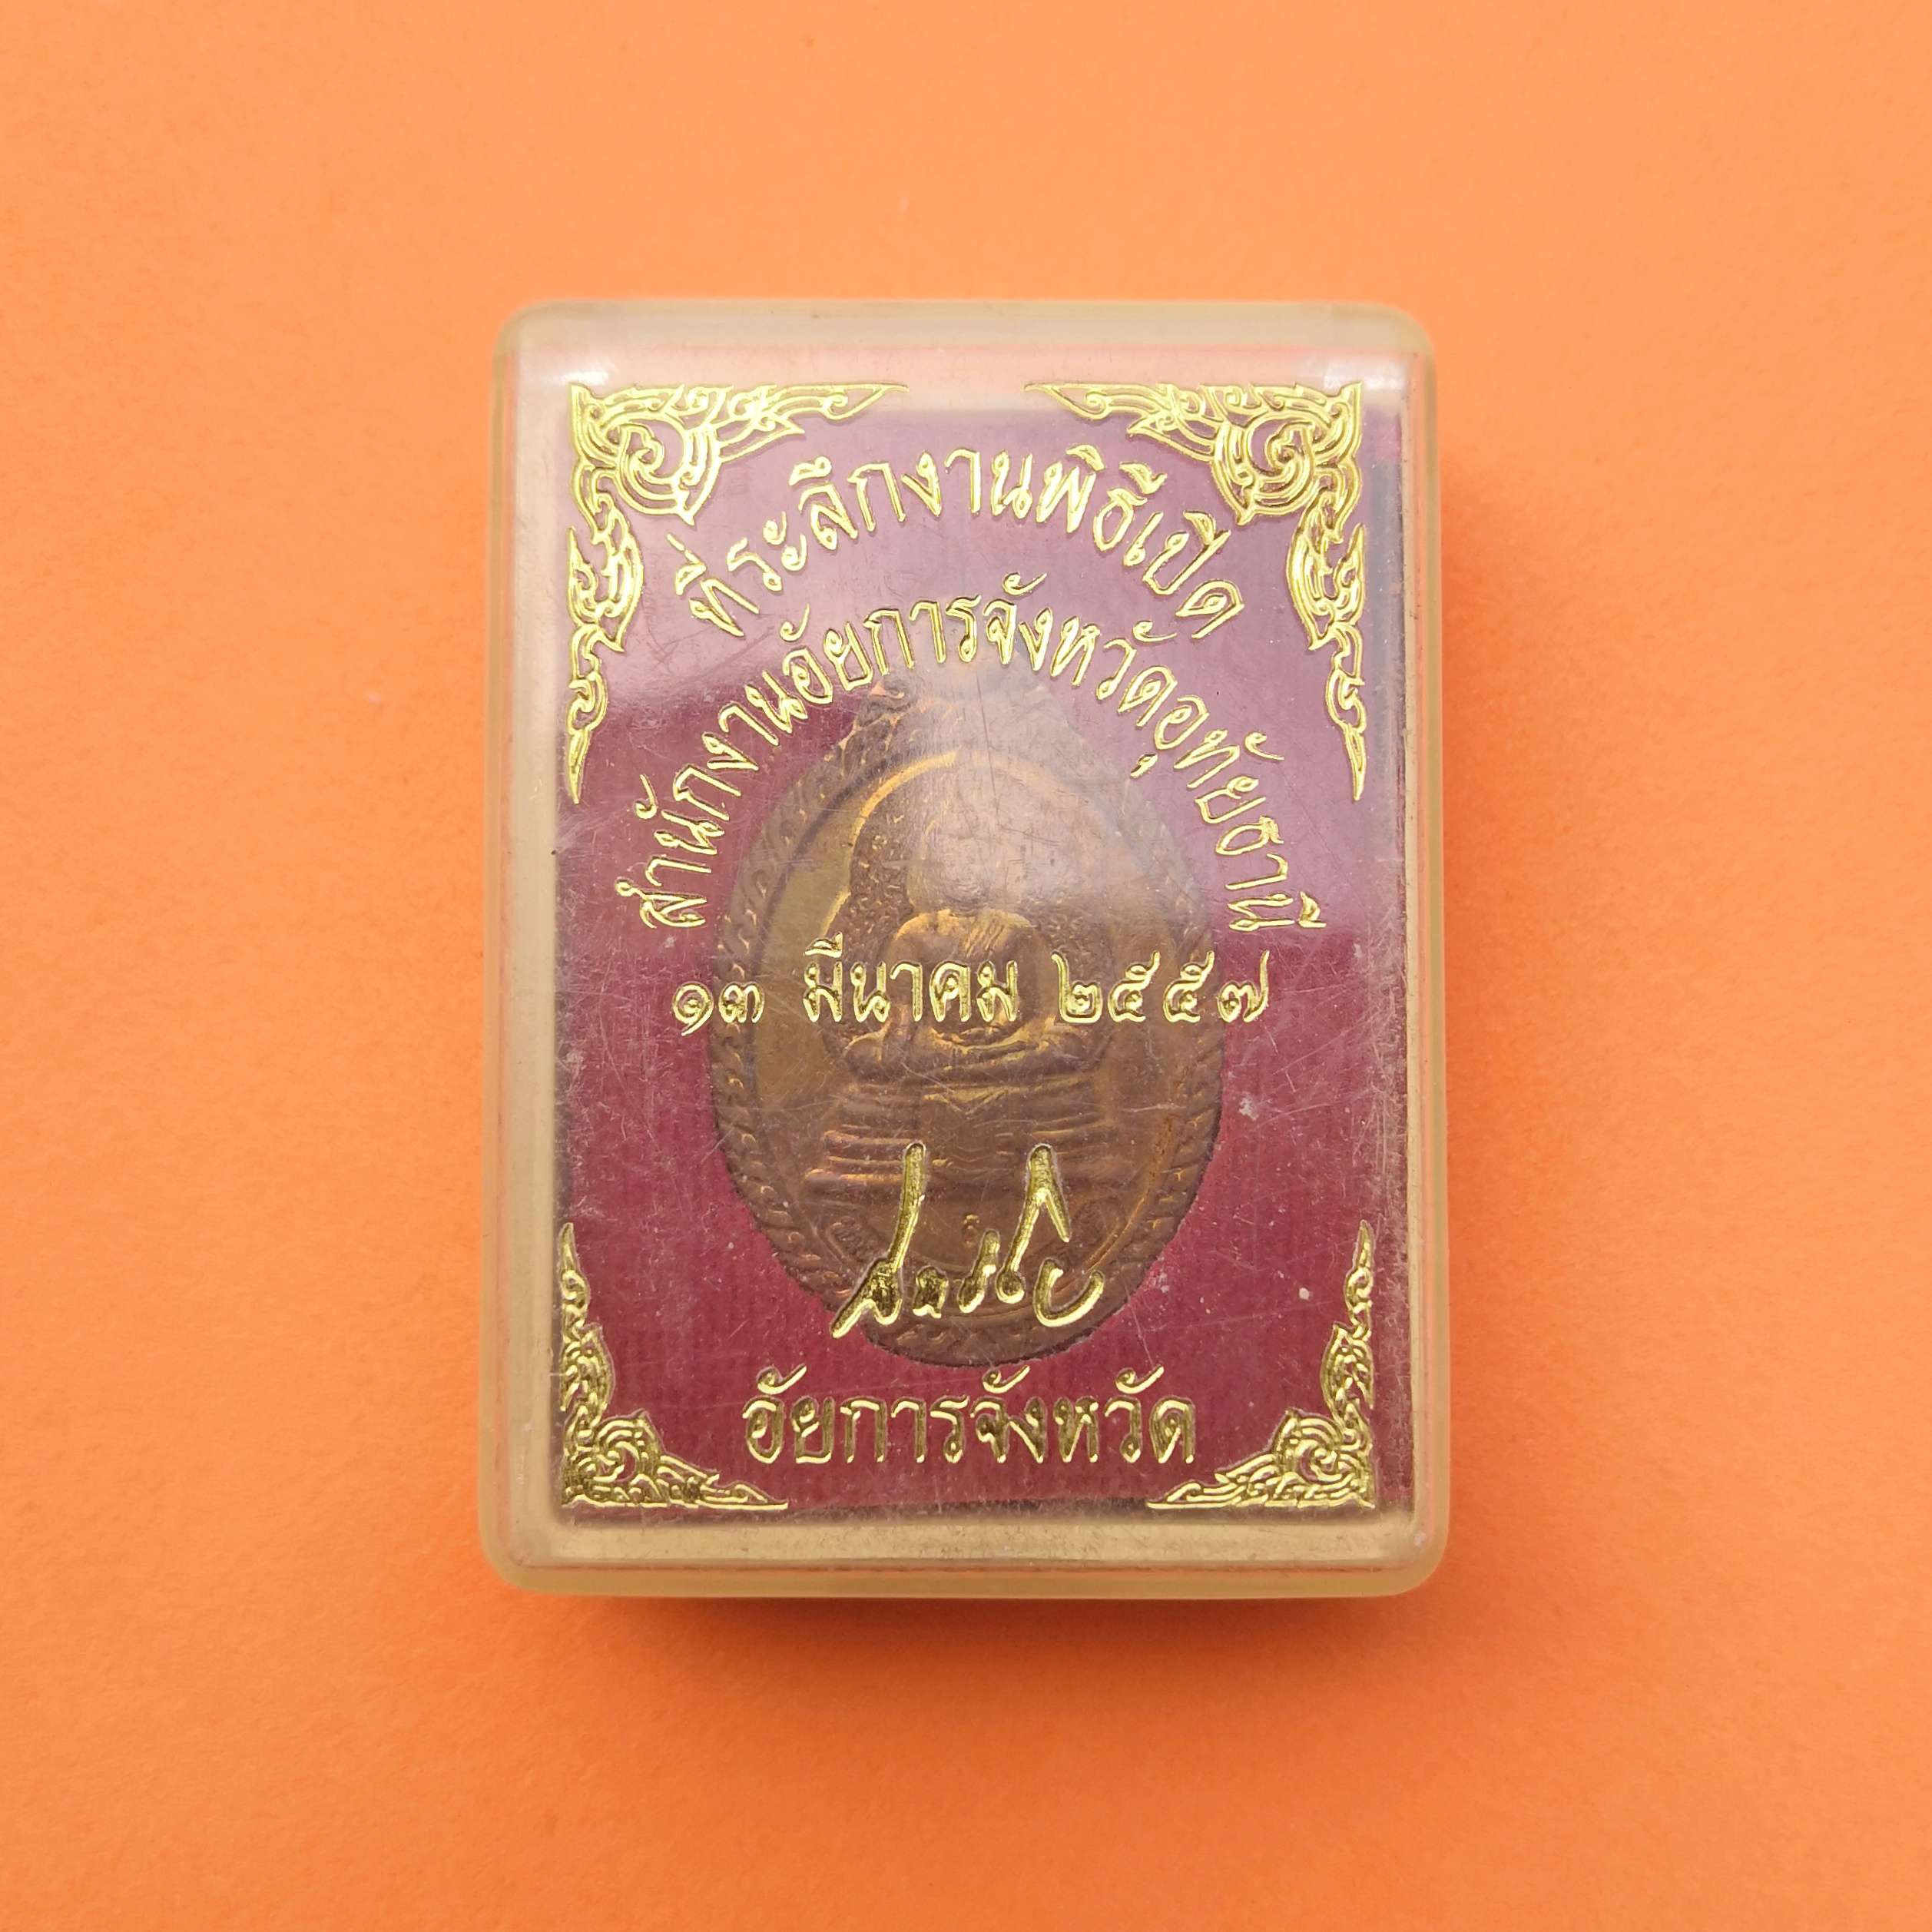 ที่ระลึกงานพิธีเปิด
สำนักงานอัยการจังหวัดอุทัยธานี
๑๓ มีนาคม ๒๕๕๗
อัยการจังหวัด